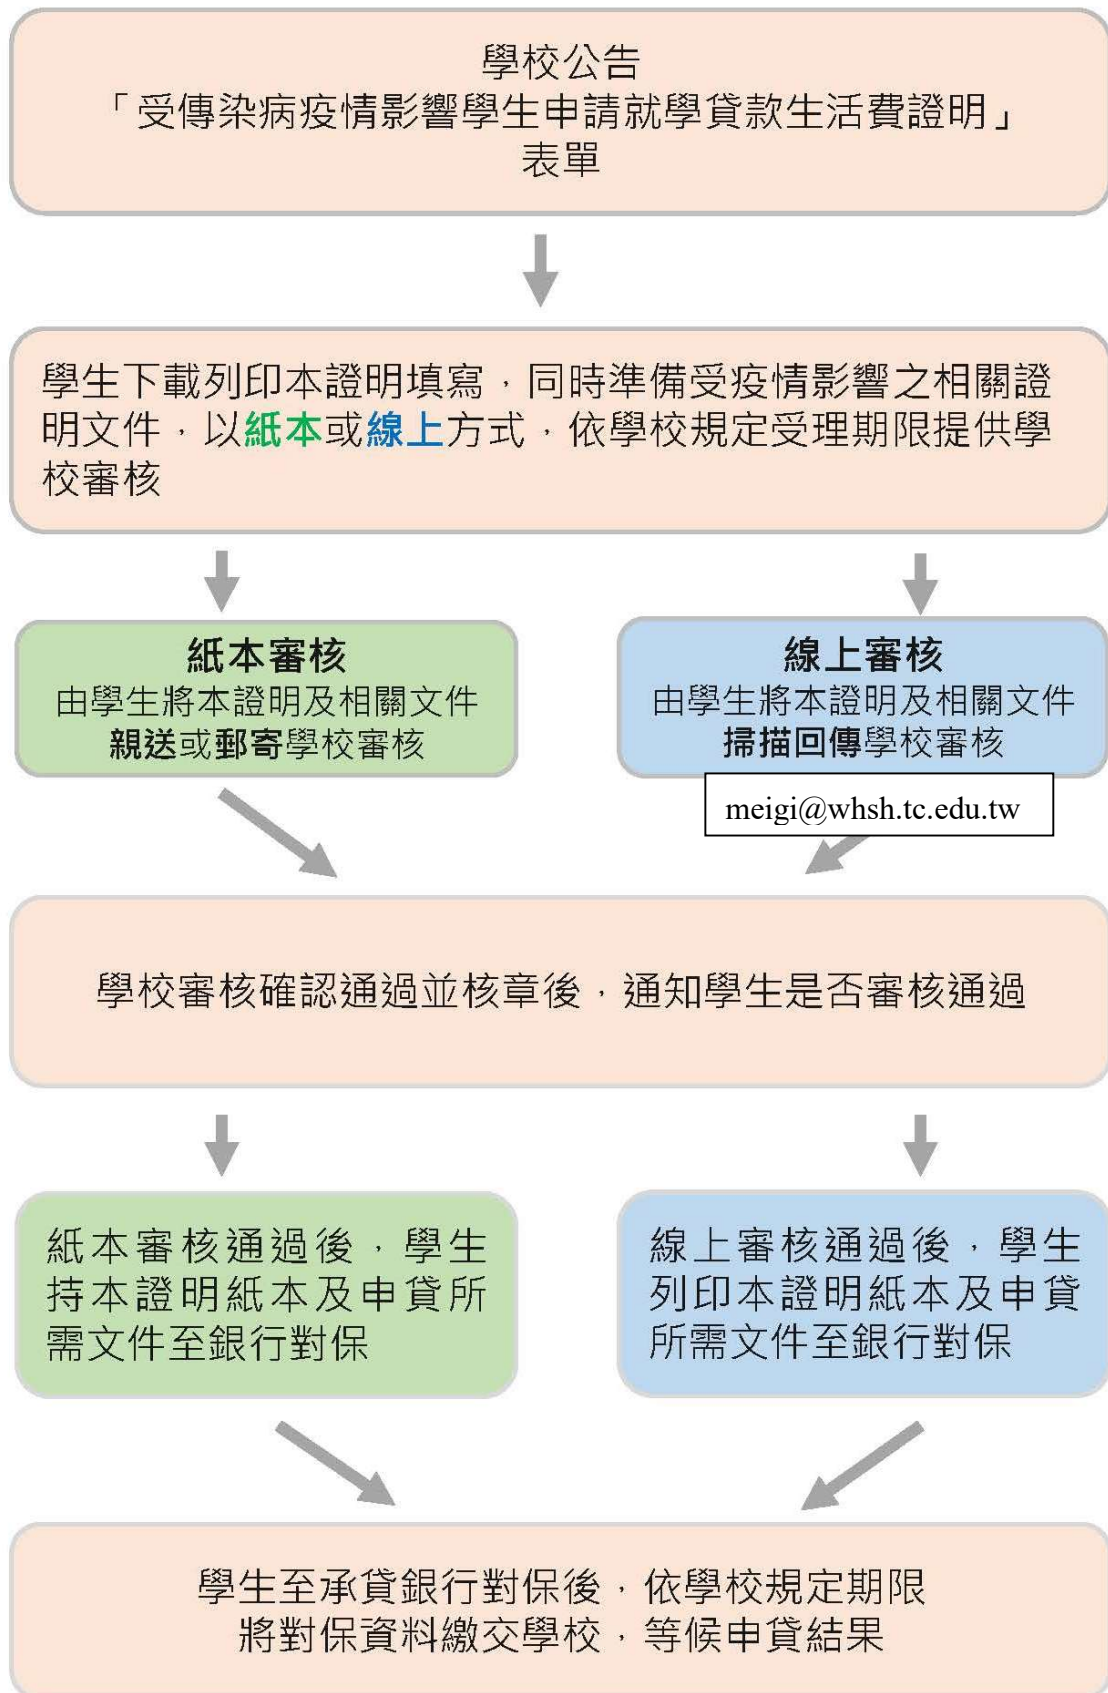 學校公告
「受傳染病疫情影響學生申請就學貸款生活費證明」
表單
學生下載列印本證明填寫，同時準備受疫情影響之相關證
明文件，以紙本或線上方式，依學校規定受理期限提供學
校審核
紙本審核
由學生將本證明及相關文件
親送或郵寄學校審核
線上審核
由學生將本證明及相關文件
掃描回傳學校審核
meigi@whsh.tc.edu.tw
學校審核確認通過並核章後，通知學生是否審核通過
紙本審核通過後，學生
持本證明紙本及申貸所
需文件至銀行對保
線上審核通過後，學生
列印本證明紙本及申貸
所需文件至銀行對保
學生至承貸銀行對保後，依學校規定期限
將對保資料繳交學校，等候申貸結果